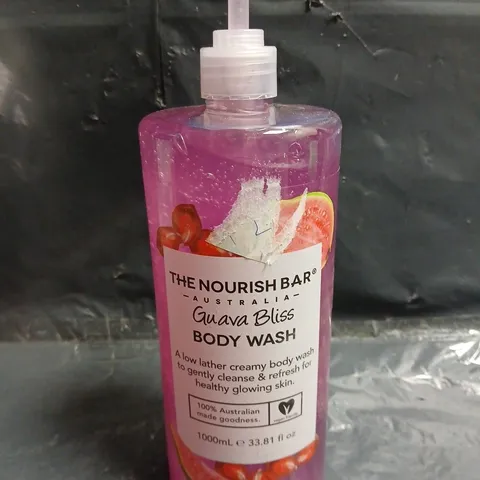 THE NOURISH BAR®
– AUSTRALIA –
Guava Bliss
BODY WASH
A low lather creamy body wash
to gently cleanse & refresh for
healthy glowing skin.
100% Australian
made goodness.
1000mL ℮ 33.81 fl oz